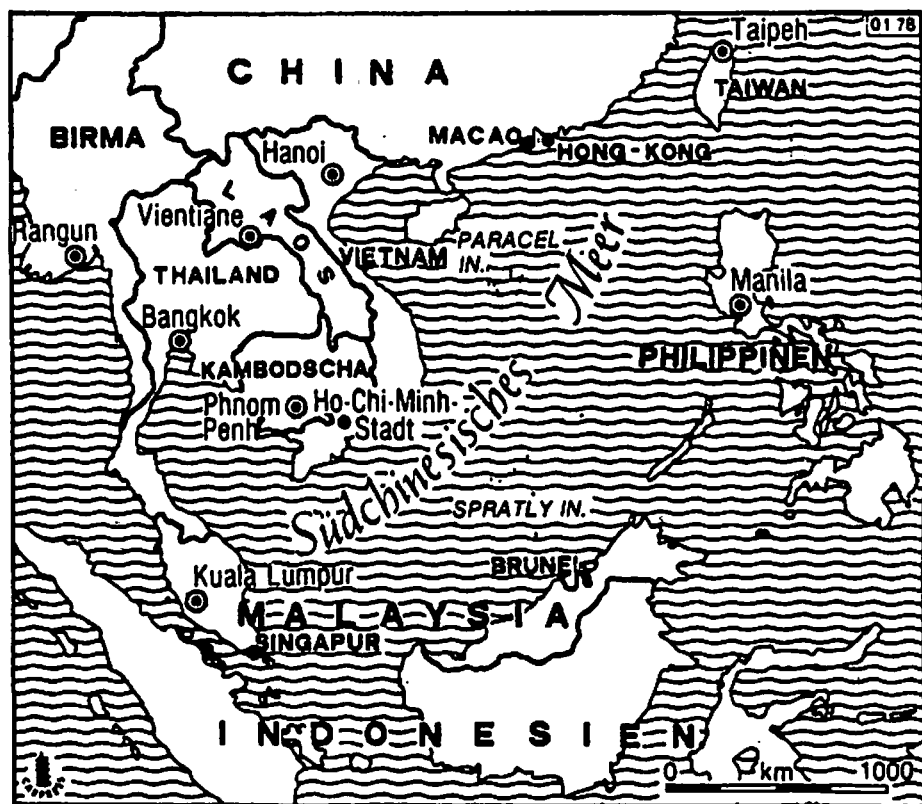 Taipeh
01 78
CHINA
TAIWAN
BIRMA
MACAO
HONG-KONG
Hanoi
LAOS
Vientiane
Rangun
VIETNAM
PARACEL
IN.
THAILAND
Südchinesisches Meer
Manila
Bangkok
PHILIPPINEN
KAMBODSCHA
Phnom
Penh
Ho-Chi-Minh-
Stadt
SPRATLY IN.
BRUNEI
Kuala Lumpur
MALAYSIA
SINGAPUR
INDONESIEN
0 km 1000